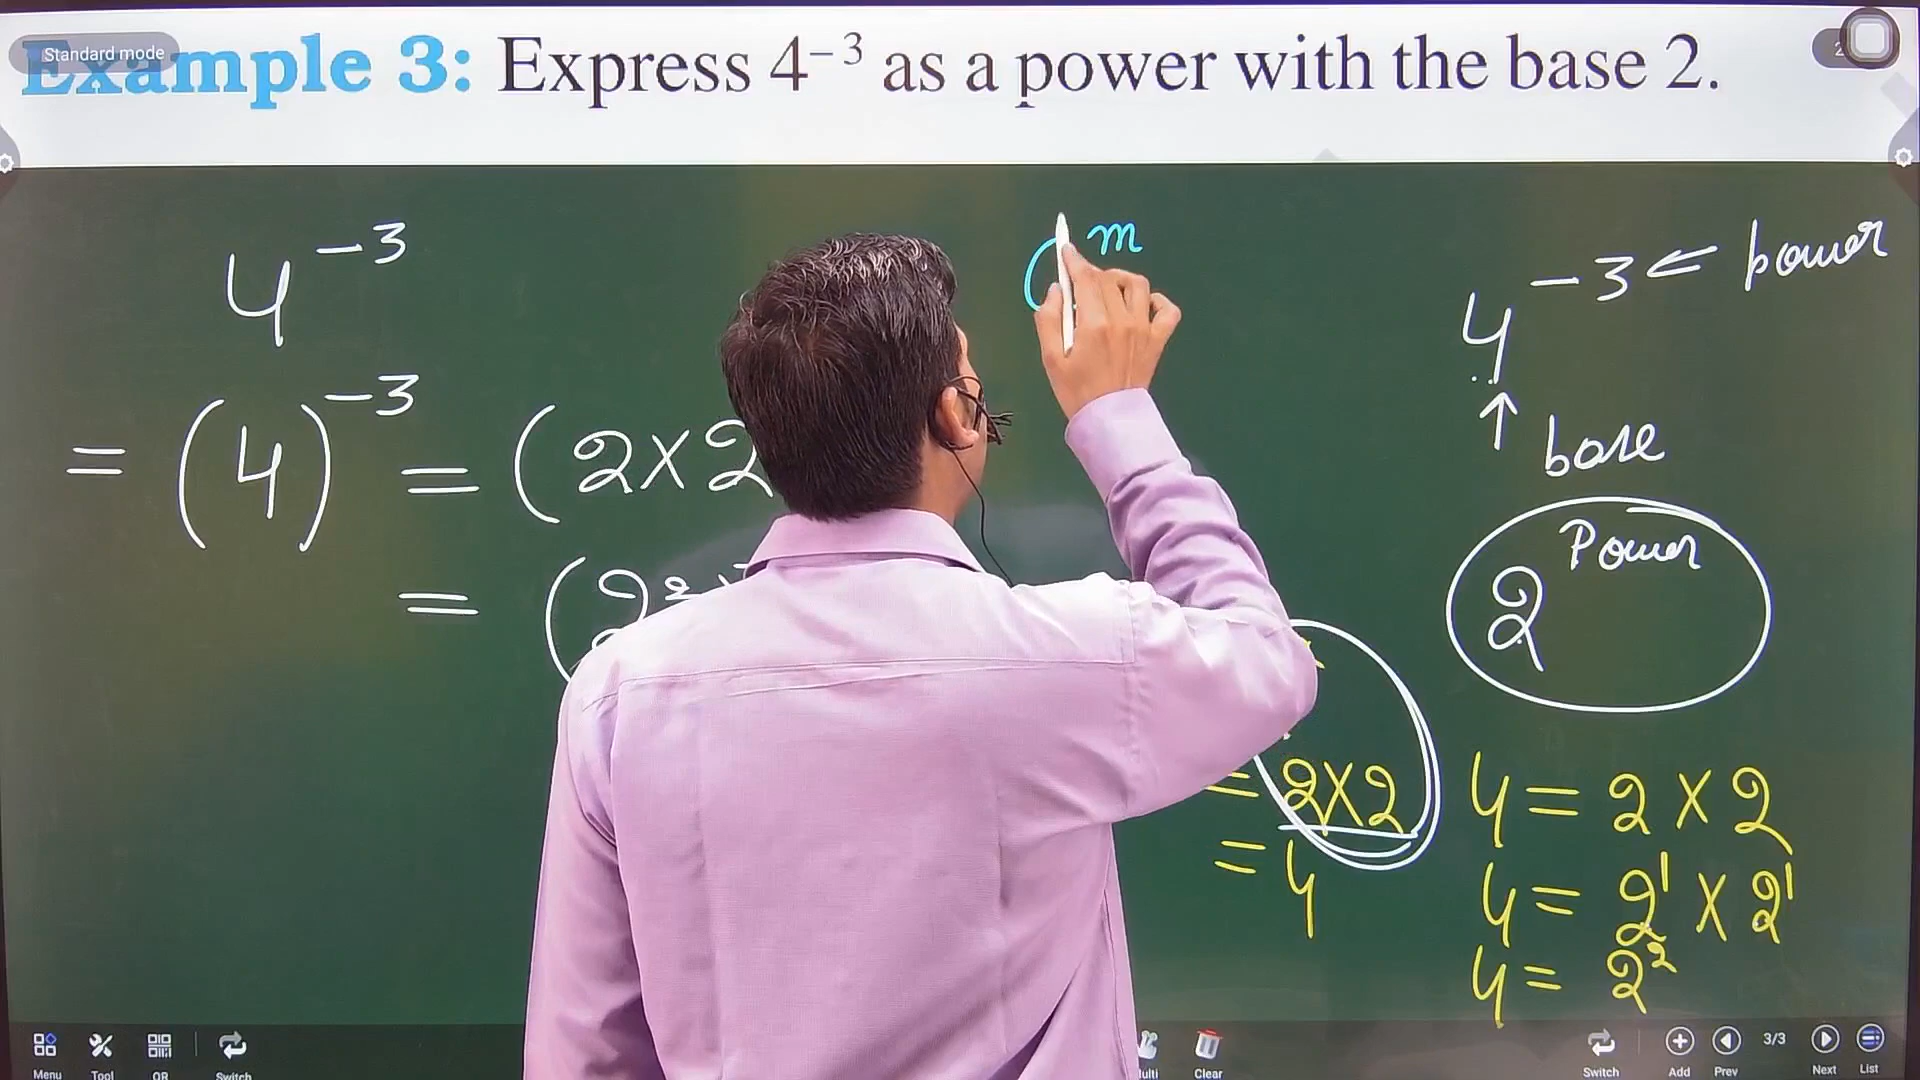 Standard mode
Example 3: Express 4⁻³ as a power with the base 2.
4⁻³
= (4)⁻³ = (2×2
= (2²
( m
4⁻³ ← power
↑
base
2 Power
= 2×2
= 4
4 = 2 × 2
4 = 2¹ × 2¹
4 = 2²
Menu Tool QR Switch Clear Switch Add Prev 3/3 Next List